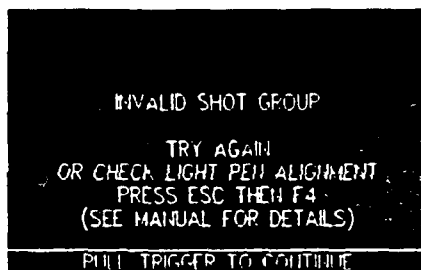 INVALID SHOT GROUP
TRY AGAIN
OR CHECK LIGHT PEN ALIGNMENT
PRESS ESC THEN F4
(SEE MANUAL FOR DETAILS)
PULL TRIGGER TO CONTINUE